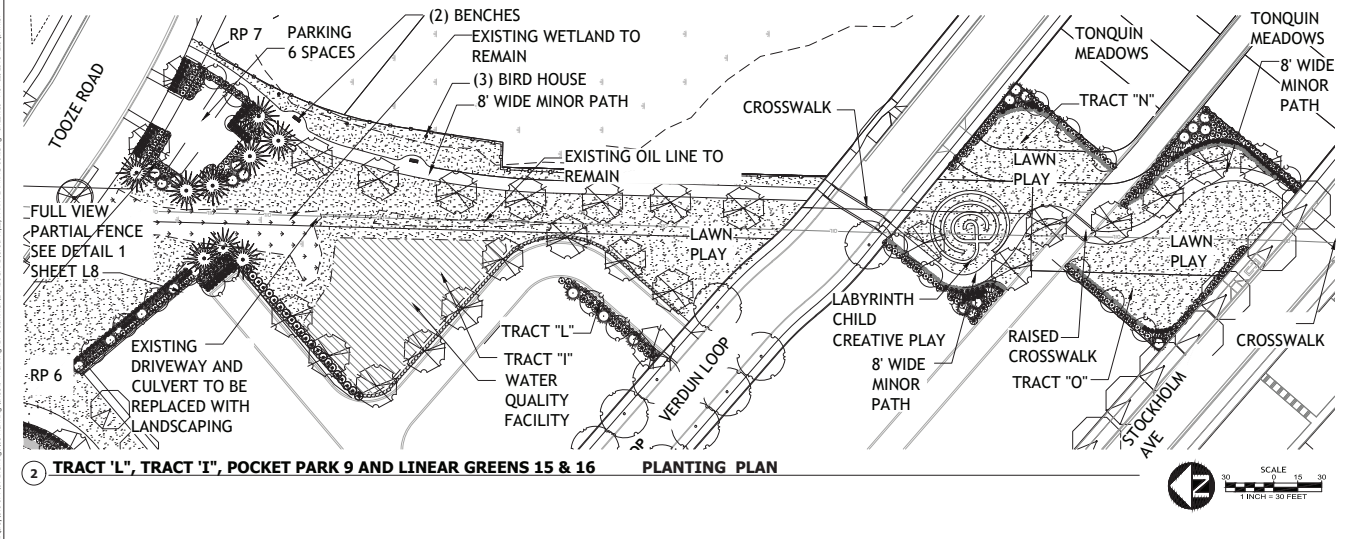 (2) BENCHES
RP 7
PARKING
6 SPACES
EXISTING WETLAND TO
REMAIN
(3) BIRD HOUSE
8' WIDE MINOR PATH
TOOZE ROAD
CROSSWALK
TONQUIN
MEADOWS
TONQUIN
MEADOWS
8' WIDE
MINOR
PATH
TRACT "N"
EXISTING OIL LINE TO
REMAIN
LAWN
PLAY
FULL VIEW
PARTIAL FENCE
SEE DETAIL 1
SHEET L8
LAWN
PLAY
LAWN
PLAY
RP 6
EXISTING
DRIVEWAY AND
CULVERT TO BE
REPLACED WITH
LANDSCAPING
TRACT "L"
TRACT "I"
WATER
QUALITY
FACILITY
VERDUN LOOP
OP
LABYRINTH
CHILD
CREATIVE PLAY
8' WIDE
MINOR
PATH
RAISED
CROSSWALK
TRACT "O"
CROSSWALK
STOCKHOLM
AVE
2 TRACT 'L", TRACT 'I", POCKET PARK 9 AND LINEAR GREENS 15 & 16 PLANTING PLAN
N
SCALE
30 0 15 30
1 INCH = 30 FEET